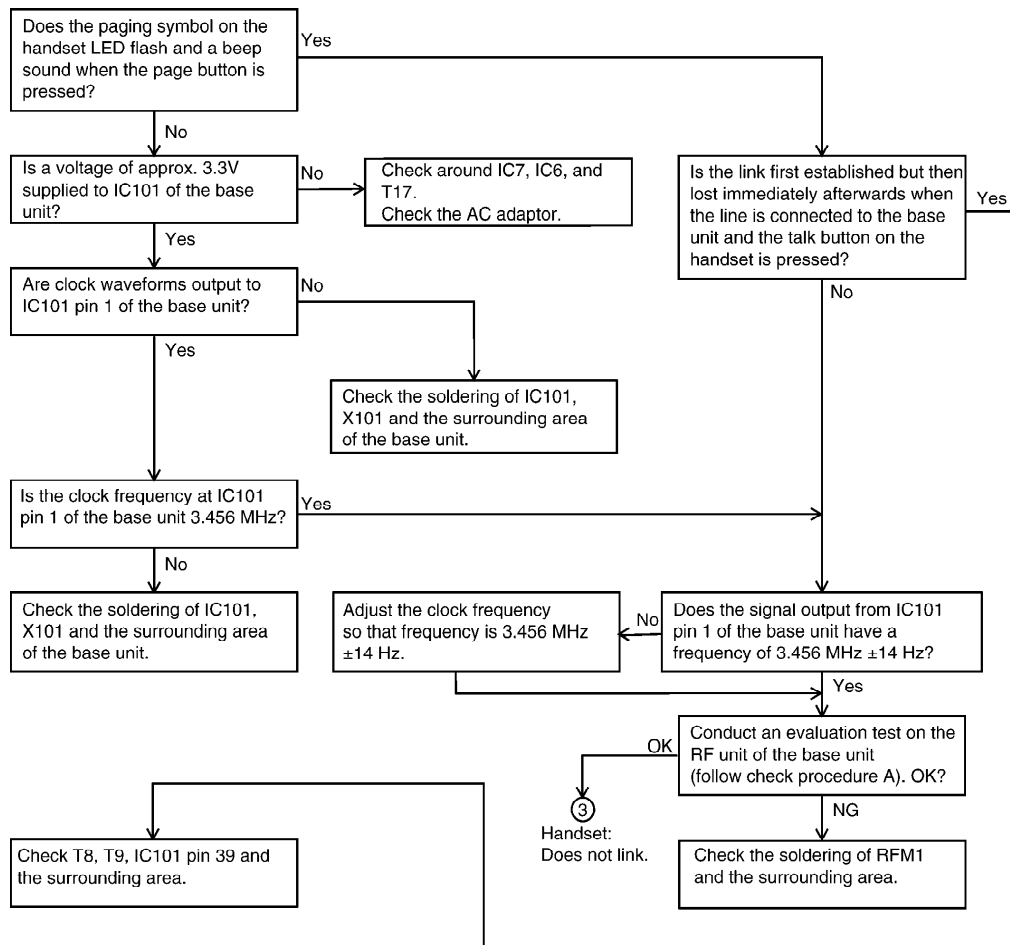 Does the paging symbol on the
handset LED flash and a beep
sound when the page button is
pressed?
Yes
No
Is a voltage of approx. 3.3V
supplied to IC101 of the base
unit?
No
Check around IC7, IC6, and
T17.
Check the AC adaptor.
Is the link first established but then
lost immediately afterwards when
the line is connected to the base
unit and the talk button on the
handset is pressed?
Yes
Yes
No
Are clock waveforms output to
IC101 pin 1 of the base unit?
No
Yes
Check the soldering of IC101,
X101 and the surrounding area
of the base unit.
Is the clock frequency at IC101
pin 1 of the base unit 3.456 MHz?
Yes
No
Check the soldering of IC101,
X101 and the surrounding area
of the base unit.
Adjust the clock frequency
so that frequency is 3.456 MHz
±14 Hz.
No
Does the signal output from IC101
pin 1 of the base unit have a
frequency of 3.456 MHz ±14 Hz?
Yes
Conduct an evaluation test on the
RF unit of the base unit
(follow check procedure A). OK?
OK
3
Handset:
Does not link.
NG
Check the soldering of RFM1
and the surrounding area.
Check T8, T9, IC101 pin 39 and
the surrounding area.